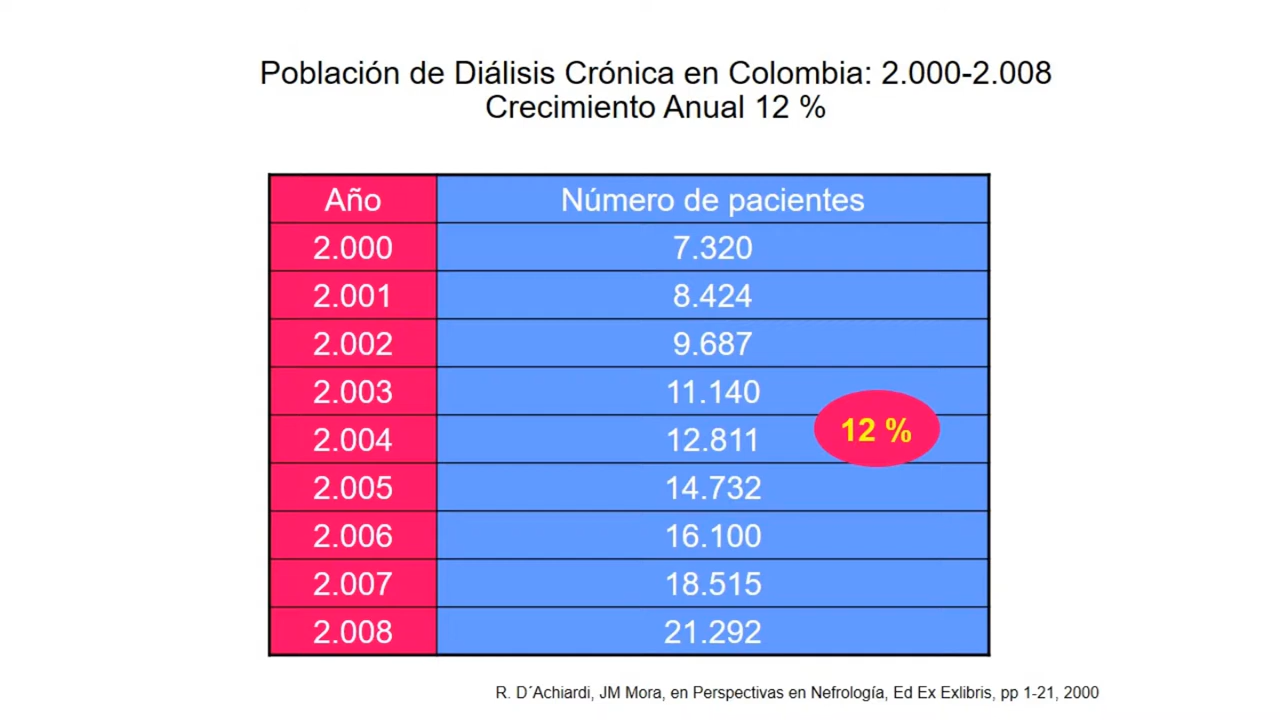 Población de Diálisis Crónica en Colombia: 2.000-2.008
Crecimiento Anual 12 %
Año Número de pacientes
2.000 7.320
2.001 8.424
2.002 9.687
2.003 11.140
2.004 12.811
12 %
2.005 14.732
2.006 16.100
2.007 18.515
2.008 21.292
R. D´Achiardi, JM Mora, en Perspectivas en Nefrología, Ed Ex Exlibris, pp 1-21, 2000